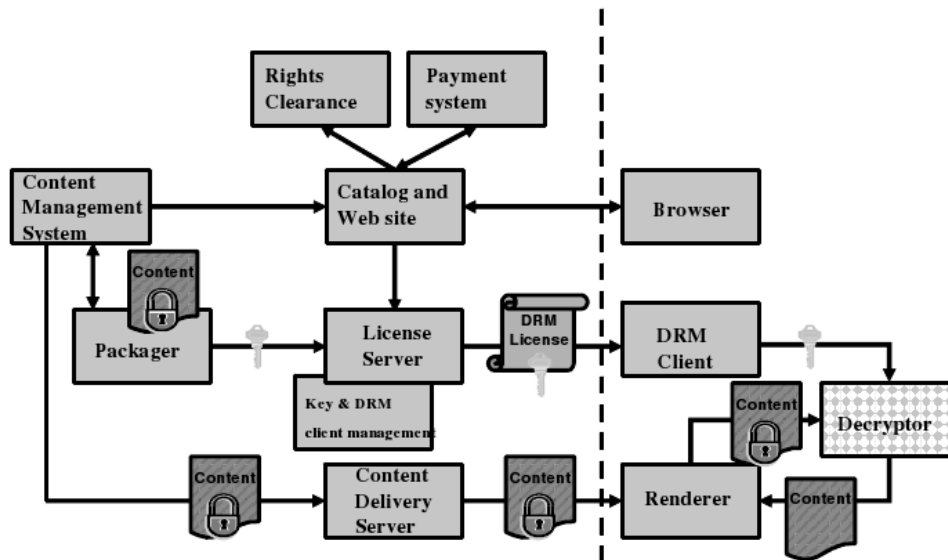 Rights
Clearance
Payment
system
Content
Management
System
Catalog and
Web site
Browser
Content
Packager
License
Server
DRM
License
DRM
Client
Key & DRM
client management
Content
Decryptor
Content
Content
Delivery
Server
Content
Renderer
Content